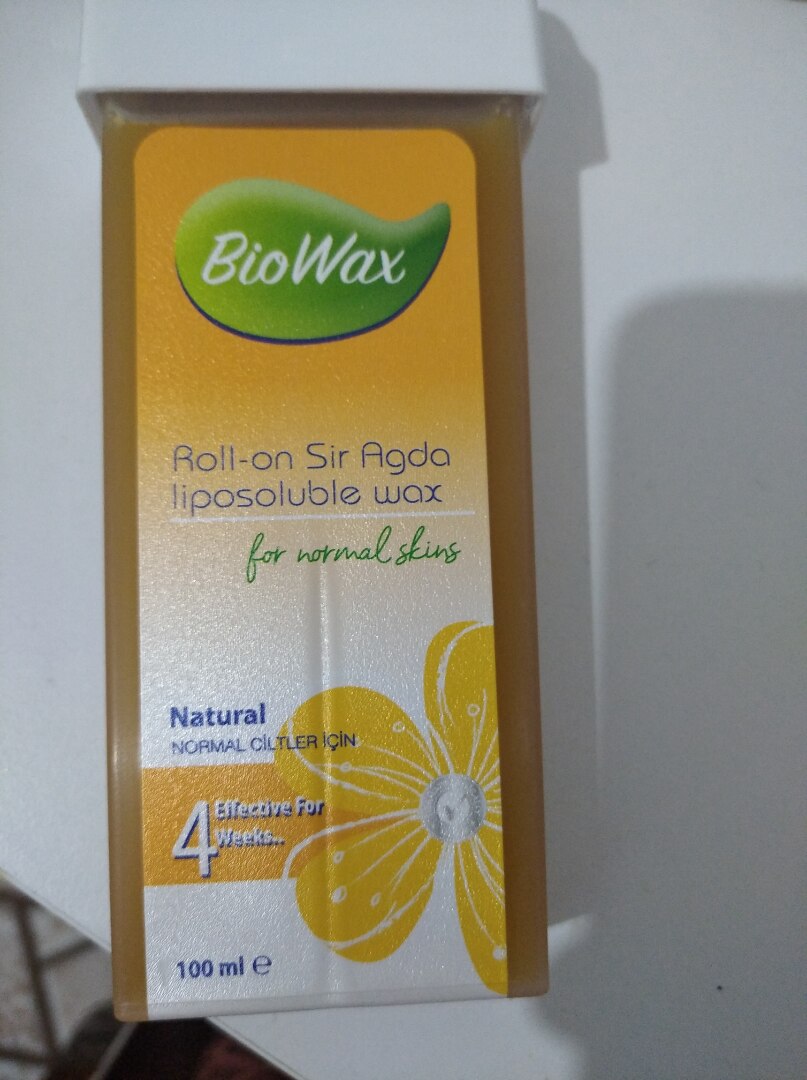 BioWax
Roll-on Sir Agda
liposoluble wax
for normal skins
Natural
NORMAL CİLTLER İÇİN
4 Effective For
Weeks..
100 ml ℮